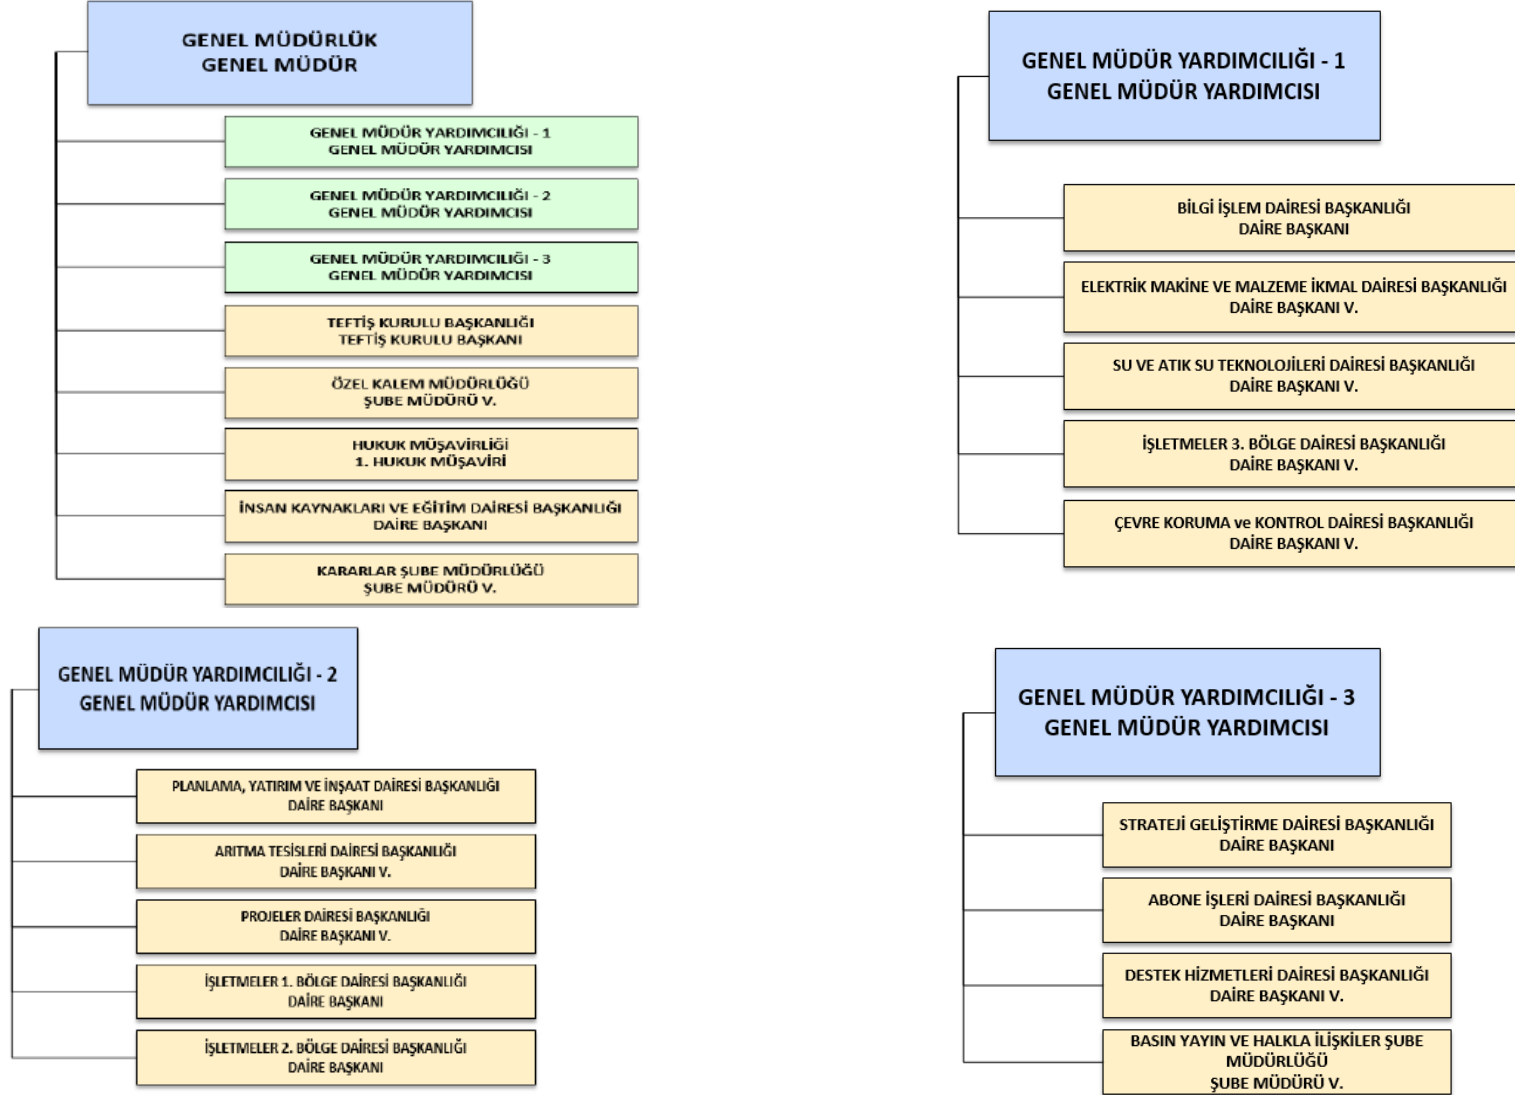 GENEL MÜDÜRLÜK
GENEL MÜDÜR
GENEL MÜDÜR YARDIMCILIĞI - 1
GENEL MÜDÜR YARDIMCISI
GENEL MÜDÜR YARDIMCILIĞI - 2
GENEL MÜDÜR YARDIMCISI
GENEL MÜDÜR YARDIMCILIĞI - 3
GENEL MÜDÜR YARDIMCISI
TEFTİŞ KURULU BAŞKANLIĞI
TEFTİŞ KURULU BAŞKANI
ÖZEL KALEM MÜDÜRLÜĞÜ
ŞUBE MÜDÜRÜ V.
HUKUK MÜŞAVİRLİĞİ
1. HUKUK MÜŞAVİRİ
İNSAN KAYNAKLARI VE EĞİTİM DAİRESİ BAŞKANLIĞI
DAİRE BAŞKANI
KARARLAR ŞUBE MÜDÜRLÜĞÜ
ŞUBE MÜDÜRÜ V.
GENEL MÜDÜR YARDIMCILIĞI - 1
GENEL MÜDÜR YARDIMCISI
BİLGİ İŞLEM DAİRESİ BAŞKANLIĞI
DAİRE BAŞKANI
ELEKTRİK MAKİNE VE MALZEME İKMAL DAİRESİ BAŞKANLIĞI
DAİRE BAŞKANI V.
SU VE ATIK SU TEKNOLOJİLERİ DAİRESİ BAŞKANLIĞI
DAİRE BAŞKANI V.
İŞLETMELER 3. BÖLGE DAİRESİ BAŞKANLIĞI
DAİRE BAŞKANI V.
ÇEVRE KORUMA ve KONTROL DAİRESİ BAŞKANLIĞI
DAİRE BAŞKANI V.
GENEL MÜDÜR YARDIMCILIĞI - 2
GENEL MÜDÜR YARDIMCISI
PLANLAMA, YATIRIM VE İNŞAAT DAİRESİ BAŞKANLIĞI
DAİRE BAŞKANI
ARITMA TESİSLERİ DAİRESİ BAŞKANLIĞI
DAİRE BAŞKANI V.
PROJELER DAİRESİ BAŞKANLIĞI
DAİRE BAŞKANI V.
İŞLETMELER 1. BÖLGE DAİRESİ BAŞKANLIĞI
DAİRE BAŞKANI
İŞLETMELER 2. BÖLGE DAİRESİ BAŞKANLIĞI
DAİRE BAŞKANI
GENEL MÜDÜR YARDIMCILIĞI - 3
GENEL MÜDÜR YARDIMCISI
STRATEJİ GELİŞTİRME DAİRESİ BAŞKANLIĞI
DAİRE BAŞKANI
ABONE İŞLERİ DAİRESİ BAŞKANLIĞI
DAİRE BAŞKANI
DESTEK HİZMETLERİ DAİRESİ BAŞKANLIĞI
DAİRE BAŞKANI V.
BASIN YAYIN VE HALKLA İLİŞKİLER ŞUBE
MÜDÜRLÜĞÜ
ŞUBE MÜDÜRÜ V.